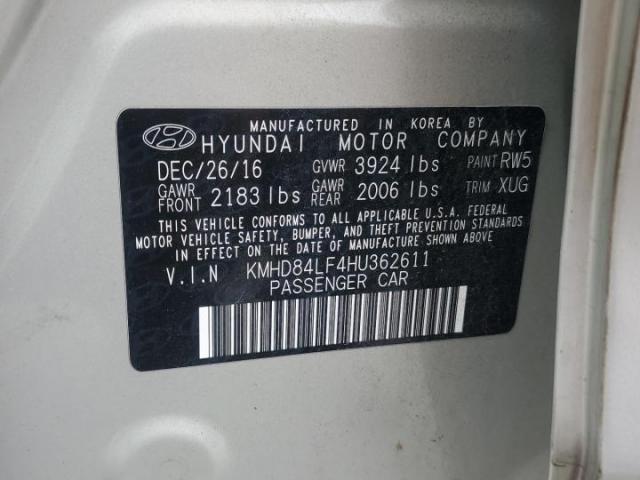 MANUFACTURED IN KOREA BY
HYUNDAI MOTOR COMPANY
DEC/26/16 GVWR 3924 lbs PAINT RW5
GAWR FRONT 2183 lbs GAWR REAR 2006 lbs TRIM XUG
THIS VEHICLE CONFORMS TO ALL APPLICABLE U.S.A. FEDERAL
MOTOR VEHICLE SAFETY, BUMPER, AND THEFT PREVENTION STANDARDS
IN EFFECT ON THE DATE OF MANUFACTURE SHOWN ABOVE.
V.I.N KMHD84LF4HU362611
PASSENGER CAR